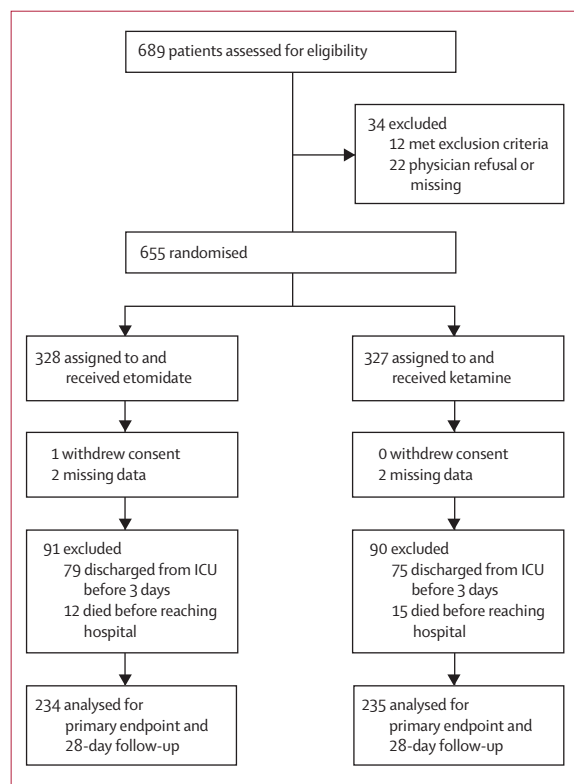 689 patients assessed for eligibility
34 excluded
12 met exclusion criteria
22 physician refusal or
missing
655 randomised
328 assigned to and
received etomidate
327 assigned to and
received ketamine
1 withdrew consent
2 missing data
0 withdrew consent
2 missing data
91 excluded
79 discharged from ICU
before 3 days
12 died before reaching
hospital
90 excluded
75 discharged from ICU
before 3 days
15 died before reaching
hospital
234 analysed for
primary endpoint and
28-day follow-up
235 analysed for
primary endpoint and
28-day follow-up